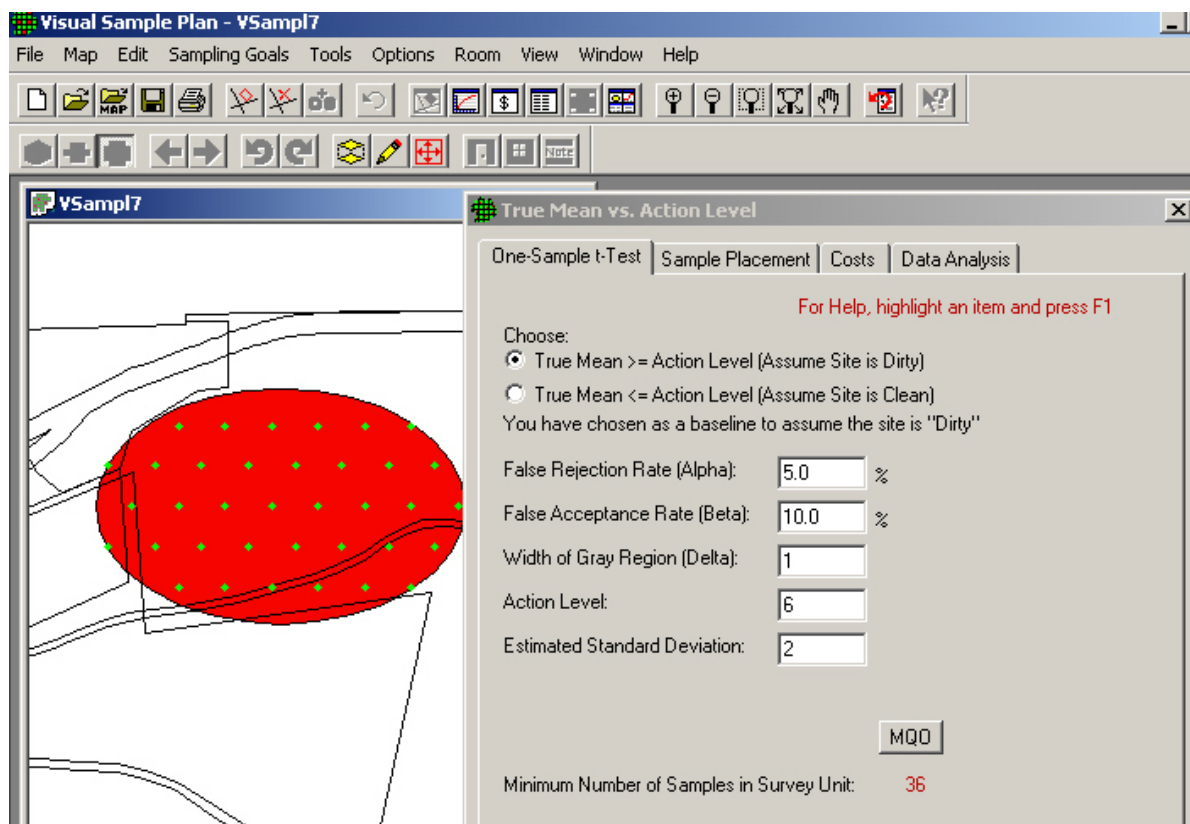 Visual Sample Plan - VSampl7
File Map Edit Sampling Goals Tools Options Room View Window Help
MAP $ ?
Note
VSampl7
True Mean vs. Action Level
One-Sample t-Test Sample Placement Costs Data Analysis
For Help, highlight an item and press F1
Choose:
True Mean >= Action Level (Assume Site is Dirty)
True Mean <= Action Level (Assume Site is Clean)
You have chosen as a baseline to assume the site is "Dirty"
False Rejection Rate (Alpha): 5.0 %
False Acceptance Rate (Beta): 10.0 %
Width of Gray Region (Delta): 1
Action Level: 6
Estimated Standard Deviation: 2
MQO
Minimum Number of Samples in Survey Unit: 36